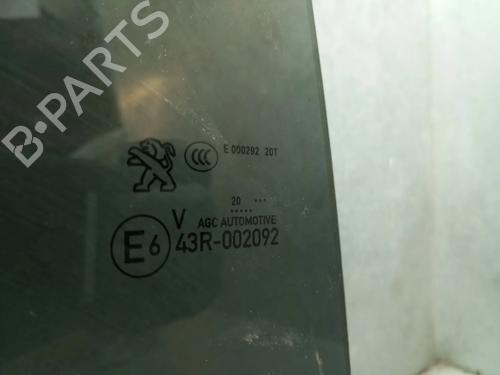 B-PARTS
CCC
E 000292 20T
20 ...
.....
V AGC AUTOMOTIVE
E6 43R-002092